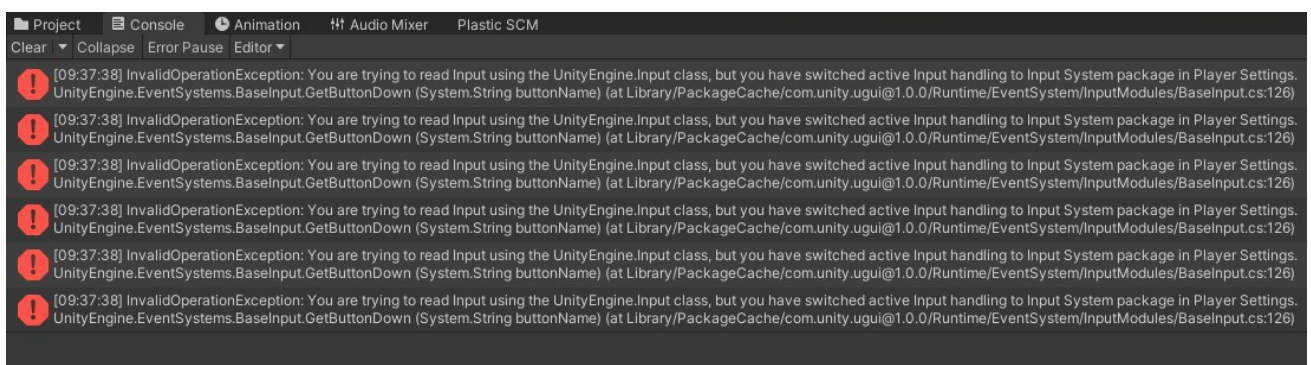 Project Console Animation Audio Mixer Plastic SCM
Clear Collapse Error Pause Editor
[09:37:38] InvalidOperationException: You are trying to read Input using the UnityEngine.Input class, but you have switched active Input handling to Input System package in Player Settings.
UnityEngine.EventSystems.BaseInput.GetButtonDown (System.String buttonName) (at Library/PackageCache/com.unity.ugui@1.0.0/Runtime/EventSystem/InputModules/BaseInput.cs:126)
[09:37:38] InvalidOperationException: You are trying to read Input using the UnityEngine.Input class, but you have switched active Input handling to Input System package in Player Settings.
UnityEngine.EventSystems.BaseInput.GetButtonDown (System.String buttonName) (at Library/PackageCache/com.unity.ugui@1.0.0/Runtime/EventSystem/InputModules/BaseInput.cs:126)
[09:37:38] InvalidOperationException: You are trying to read Input using the UnityEngine.Input class, but you have switched active Input handling to Input System package in Player Settings.
UnityEngine.EventSystems.BaseInput.GetButtonDown (System.String buttonName) (at Library/PackageCache/com.unity.ugui@1.0.0/Runtime/EventSystem/InputModules/BaseInput.cs:126)
[09:37:38] InvalidOperationException: You are trying to read Input using the UnityEngine.Input class, but you have switched active Input handling to Input System package in Player Settings.
UnityEngine.EventSystems.BaseInput.GetButtonDown (System.String buttonName) (at Library/PackageCache/com.unity.ugui@1.0.0/Runtime/EventSystem/InputModules/BaseInput.cs:126)
[09:37:38] InvalidOperationException: You are trying to read Input using the UnityEngine.Input class, but you have switched active Input handling to Input System package in Player Settings.
UnityEngine.EventSystems.BaseInput.GetButtonDown (System.String buttonName) (at Library/PackageCache/com.unity.ugui@1.0.0/Runtime/EventSystem/InputModules/BaseInput.cs:126)
[09:37:38] InvalidOperationException: You are trying to read Input using the UnityEngine.Input class, but you have switched active Input handling to Input System package in Player Settings.
UnityEngine.EventSystems.BaseInput.GetButtonDown (System.String buttonName) (at Library/PackageCache/com.unity.ugui@1.0.0/Runtime/EventSystem/InputModules/BaseInput.cs:126)